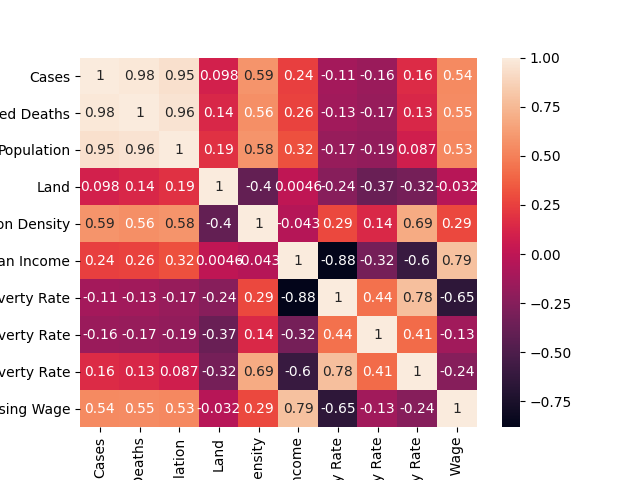 Cases 1 0.98 0.95 0.098 0.59 0.24 -0.11 -0.16 0.16 0.54
ed Deaths 0.98 1 0.96 0.14 0.56 0.26 -0.13 -0.17 0.13 0.55
Population 0.95 0.96 1 0.19 0.58 0.32 -0.17 -0.19 0.087 0.53
Land 0.098 0.14 0.19 1 -0.4 0.0046 -0.24 -0.37 -0.32 -0.032
on Density 0.59 0.56 0.58 -0.4 1 -0.043 0.29 0.14 0.69 0.29
an Income 0.24 0.26 0.32 0.0046 -0.043 1 -0.88 -0.32 -0.6 0.79
verty Rate -0.11 -0.13 -0.17 -0.24 0.29 -0.88 1 0.44 0.78 -0.65
verty Rate -0.16 -0.17 -0.19 -0.37 0.14 -0.32 0.44 1 0.41 -0.13
verty Rate 0.16 0.13 0.087 -0.32 0.69 -0.6 0.78 0.41 1 -0.24
sing Wage 0.54 0.55 0.53 -0.032 0.29 0.79 -0.65 -0.13 -0.24 1
Cases
Deaths
lation
Land
ensity
ncome
y Rate
y Rate
y Rate
Wage
1.00
0.75
0.50
0.25
0.00
-0.25
-0.50
-0.75